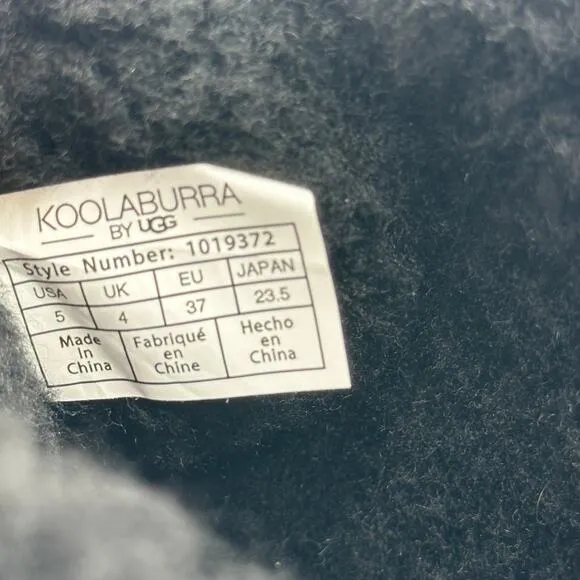 KOOLABURRA
BY UGG
Style Number: 1019372
USA UK EU JAPAN
5 4 37 23.5
Made Fabriqué Hecho
in en en
China Chine China